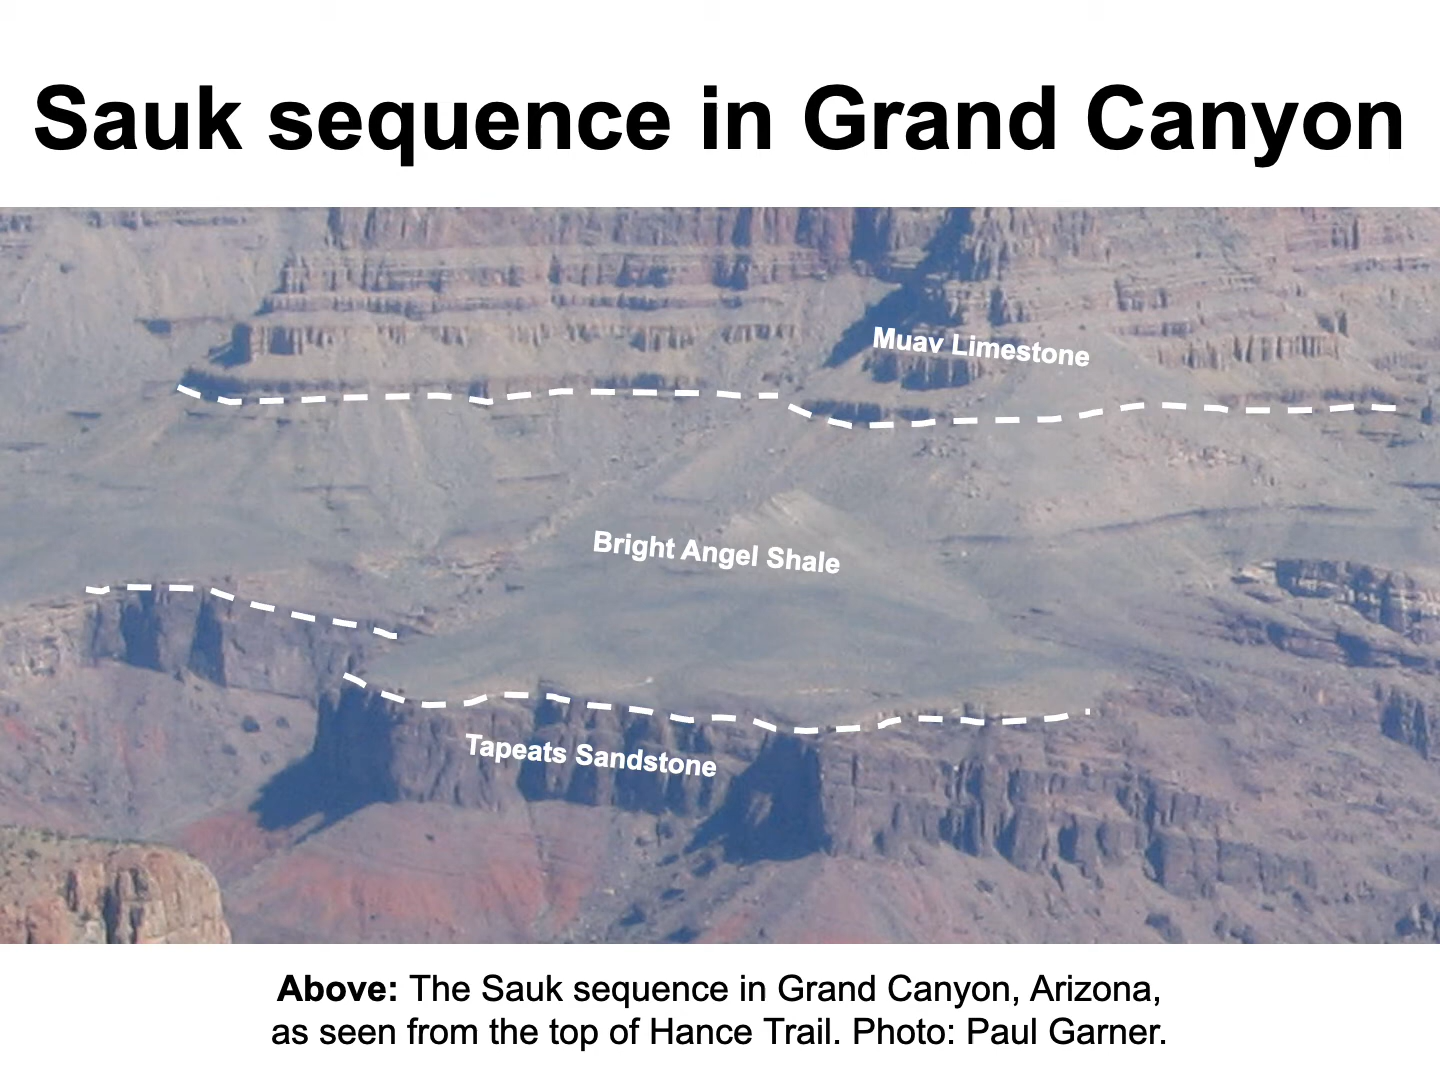 Sauk sequence in Grand Canyon
Muav Limestone
Bright Angel Shale
Tapeats Sandstone
Above: The Sauk sequence in Grand Canyon, Arizona,
as seen from the top of Hance Trail. Photo: Paul Garner.